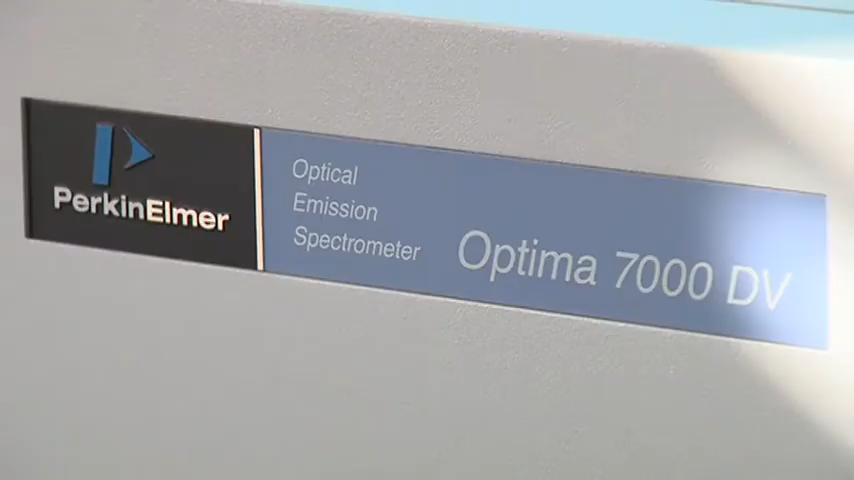 PerkinElmer
Optical
Emission
Spectrometer
Optima 7000 DV